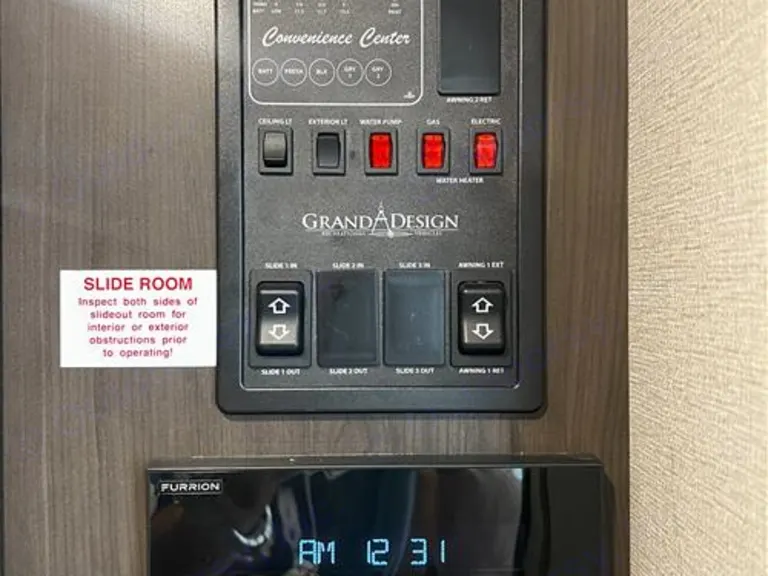 Convenience Center
BATT FRESH BLK GRY 1 GRY 2
AWNING 2 RET
CEILING LT EXTERIOR LT WATER PUMP GAS ELECTRIC
WATER HEATER
GRAND DESIGN
RECREATIONAL VEHICLES
SLIDE 1 IN SLIDE 2 IN SLIDE 3 IN AWNING 1 EXT
SLIDE 1 OUT SLIDE 2 OUT SLIDE 3 OUT AWNING 1 RET
SLIDE ROOM
Inspect both sides of
slideout room for
interior or exterior
obstructions prior
to operating!
FURRION
AM 12 31